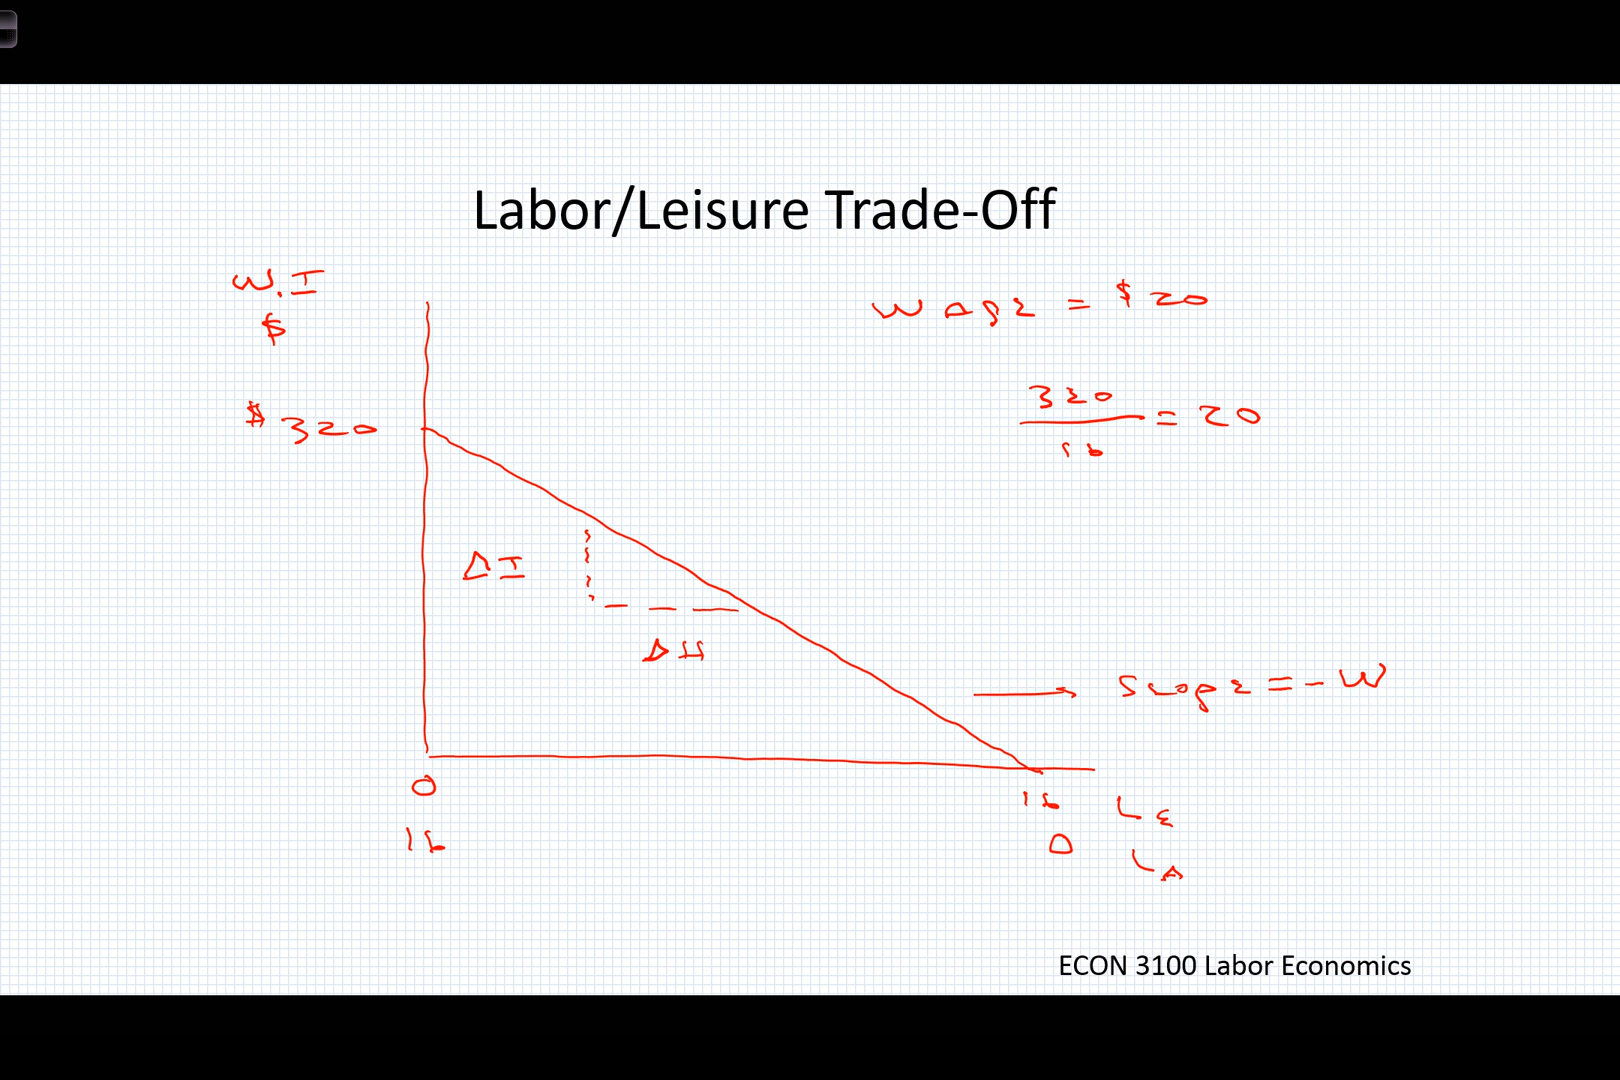 Labor/Leisure Trade-Off
W.I
$
Wage = $20
$320
320
16
= 20
ΔI
ΔH
→ Slope = -W
0
16
16 LE
0 LA
ECON 3100 Labor Economics